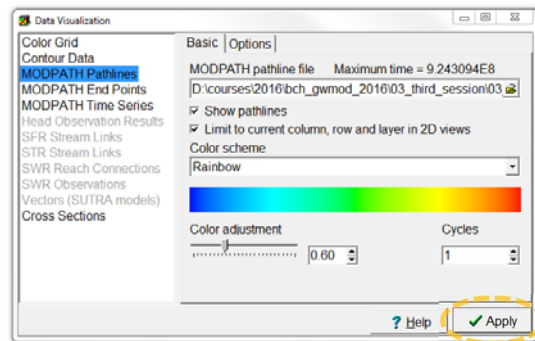 Data Visualization
Color Grid
Contour Data
MODPATH Pathlines
MODPATH End Points
MODPATH Time Series
Head Observation Results
SFR Stream Links
STR Stream Links
SWR Reach Connections
SWR Observations
Vectors (SUTRA models)
Cross Sections
Basic Options
MODPATH pathline file Maximum time = 9.243094E8
D:\courses\2016\bch_gwmod_2016\03_third_session\03_
Show pathlines
Limit to current column, row and layer in 2D views
Color scheme
Rainbow
Color adjustment Cycles
0.60 1
? Help Apply